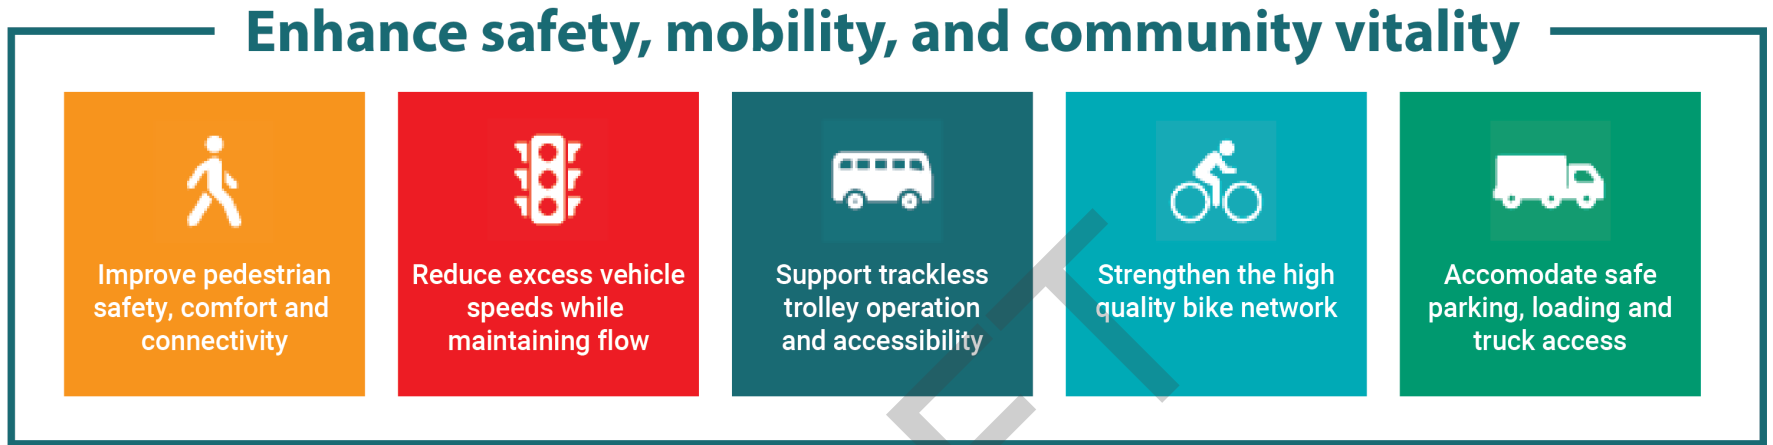 Enhance safety, mobility, and community vitality
Improve pedestrian
safety, comfort and
connectivity
Reduce excess vehicle
speeds while
maintaining flow
Support trackless
trolley operation
and accessibility
Strengthen the high
quality bike network
Accomodate safe
parking, loading and
truck access